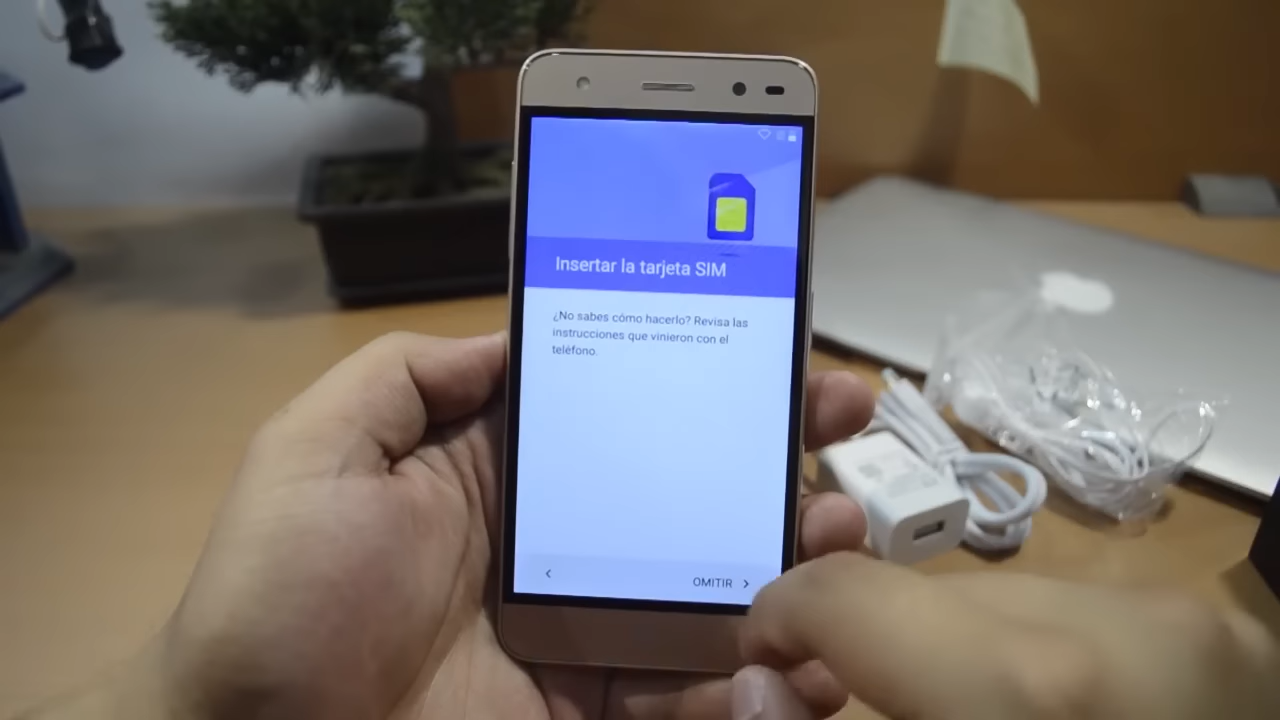 Insertar la tarjeta SIM
¿No sabes cómo hacerlo? Revisa las
instrucciones que vinieron con el
teléfono.
OMITIR